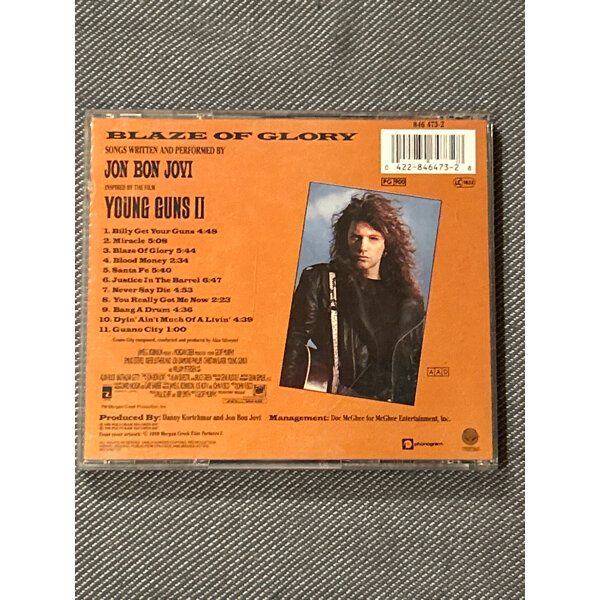 846 473-2
BLAZE OF GLORY
SONGS WRITTEN AND PERFORMED BY
JON BON JOVI
INSPIRED BY THE FILM
YOUNG GUNS II
0 422-846473-2 8
PG 900
LC 1633
1. Billy Get Your Guns 4:48
2. Miracle 5:08
3. Blaze Of Glory 5:44
4. Blood Money 2:34
5. Santa Fe 5:40
6. Justice In The Barrel 6:47
7. Never Say Die 4:53
8. You Really Got Me Now 2:23
9. Bang A Drum 4:36
10. Dyin' Ain't Much Of A Livin' 4:39
11. Guano City 1:00
Guano City composed, conducted and produced by Alan Silvestri
AAD
Produced By: Danny Kortchmar and Jon Bon Jovi
Management: Doc McGhee for McGhee Entertainment, Inc.
phonogram